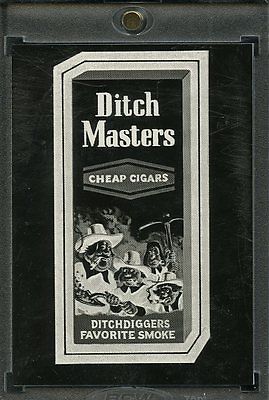 Ditch
Masters
CHEAP CIGARS
DITCHDIGGERS
FAVORITE SMOKE